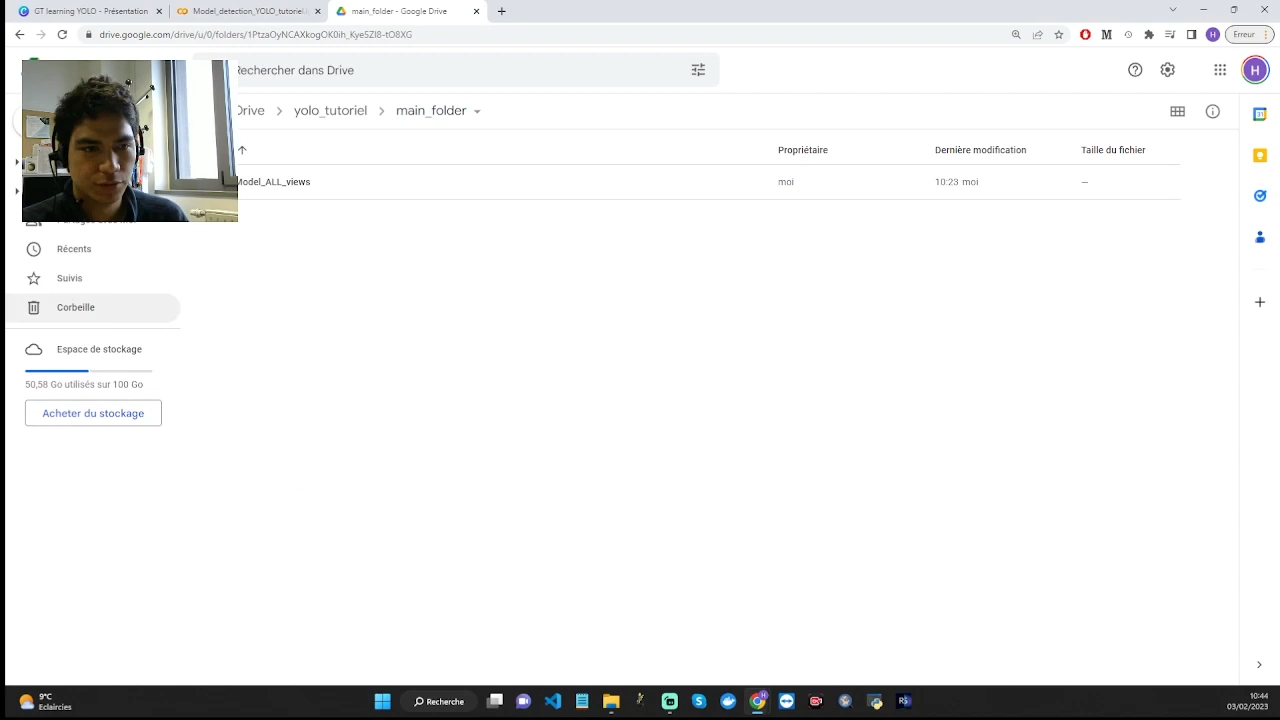 GT learning YOLO - Présentat
Model_detection_YOLO_tutoriel.i
main_folder - Google Drive
drive.google.com/drive/u/0/folders/1PtzaOyNCAXkogOK0ih_Kye5ZI8-tO8XG
M
H
Erreur
Rechercher dans Drive
H
Drive
yolo_tutoriel
main_folder
Propriétaire
Dernière modification
Taille du fichier
Model_ALL_views
moi
10:23 moi
—
Récents
Suivis
Corbeille
Espace de stockage
50,58 Go utilisés sur 100 Go
Acheter du stockage
9°C
Eclaircies
Recherche
10:44
03/02/2023